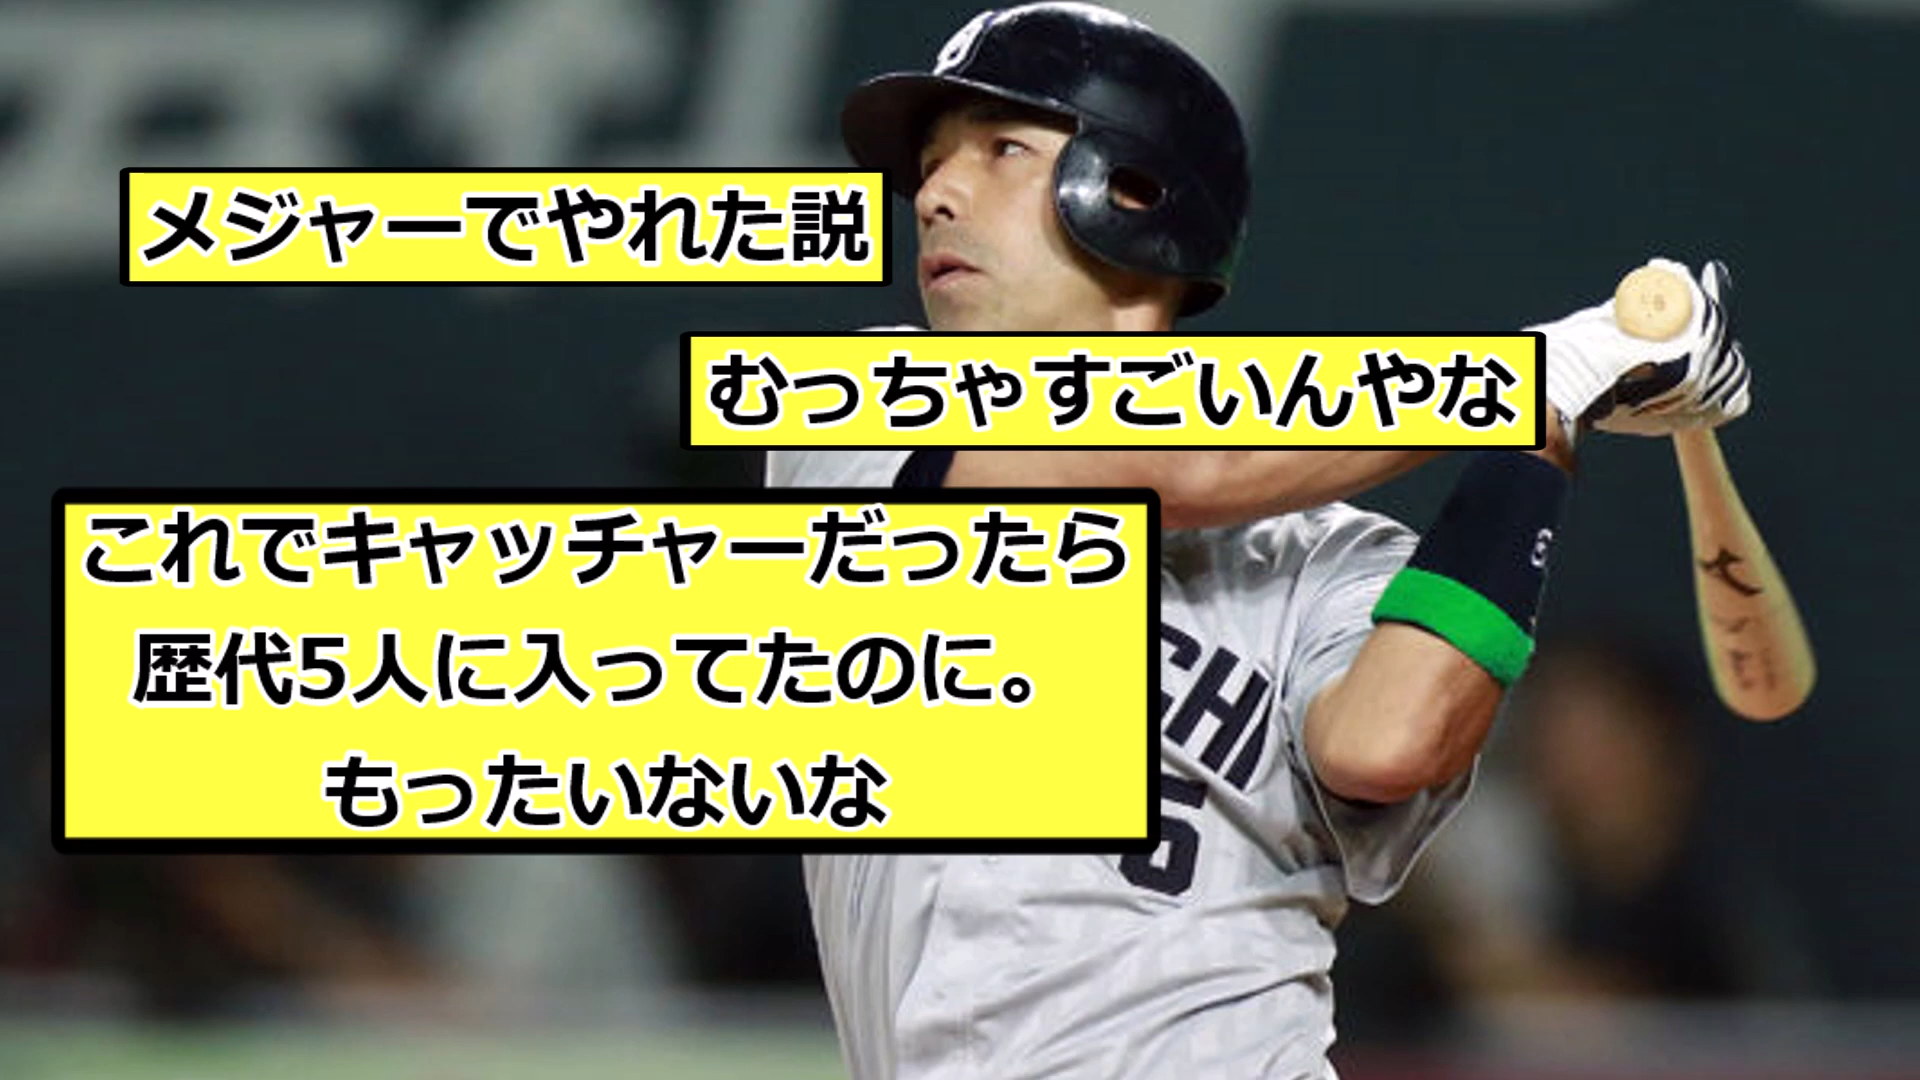 メジャーでやれた説
むっちゃすごいんやな
これでキャッチャーだったら
歴代5人に入ってたのに。
もったいないな
CHI
6